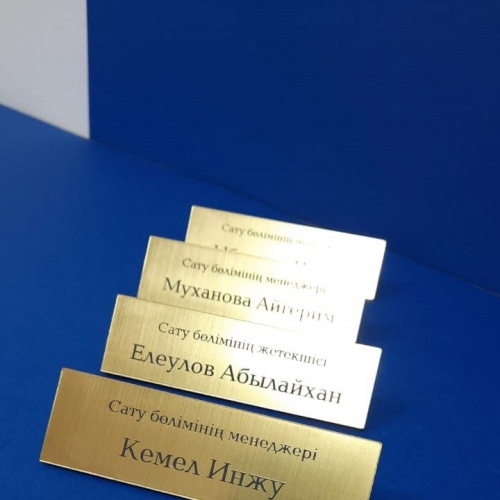 Сату бөлімінің
Сату бөлімінің менеджері
Муханова Айгерим
Сату бөлімінің жетекшісі
Елеулов Абылайхан
Сату бөлімінің менеджері
Кемел Инжу